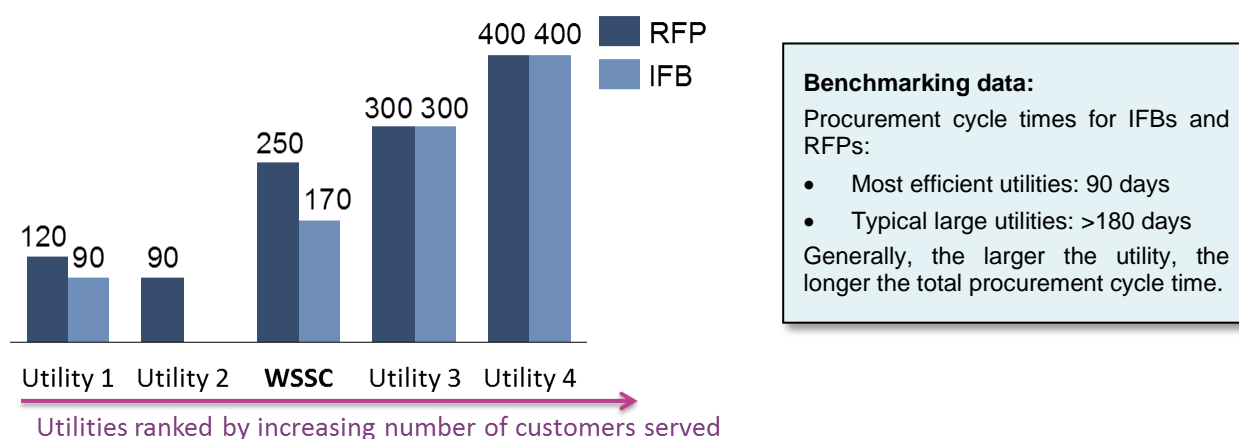 400 400
RFP
IFB
300 300
250
170
120
90
90
Utility 1 Utility 2 WSSC Utility 3 Utility 4
Utilities ranked by increasing number of customers served
Benchmarking data:
Procurement cycle times for IFBs and
RFPs:
• Most efficient utilities: 90 days
• Typical large utilities: >180 days
Generally, the larger the utility, the
longer the total procurement cycle time.